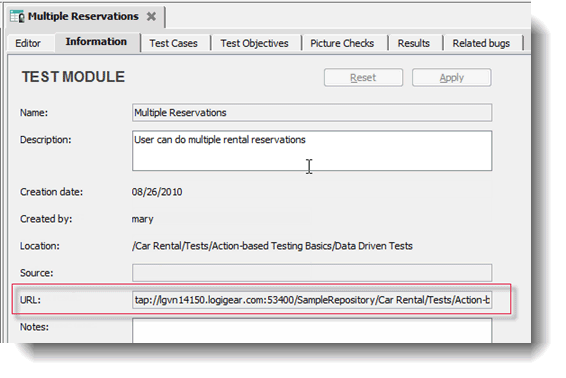 Multiple Reservations
Editor Information Test Cases Test Objectives Picture Checks Results Related bugs
TEST MODULE Reset Apply
Name: Multiple Reservations
Description: User can do multiple rental reservations
Creation date: 08/26/2010
Created by: mary
Location: /Car Rental/Tests/Action-based Testing Basics/Data Driven Tests
Source:
URL: tap://lgvn14150.logigear.com:53400/SampleRepository/Car Rental/Tests/Action-b
Notes: